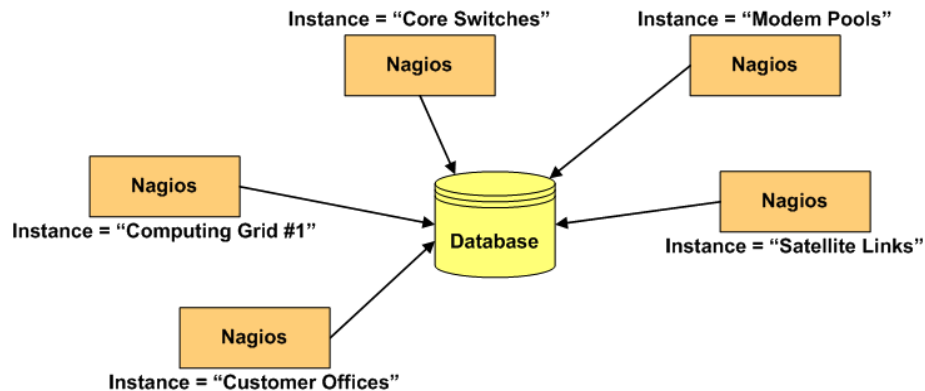 Instance = “Core Switches”
Nagios
Instance = “Modem Pools”
Nagios
Nagios
Instance = “Computing Grid #1”
Database
Nagios
Instance = “Satellite Links”
Nagios
Instance = “Customer Offices”